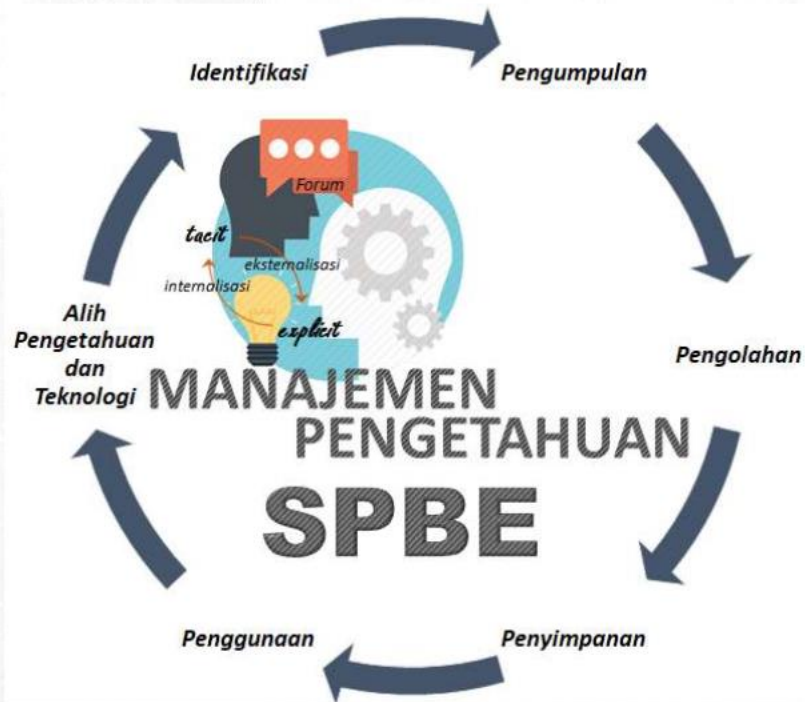 Identifikasi
Pengumpulan
Forum
tacit
eksternalisasi
internalisasi
explicit
Alih
Pengetahuan
dan
Teknologi
Pengolahan
MANAJEMEN
PENGETAHUAN
SPBE
Penggunaan
Penyimpanan